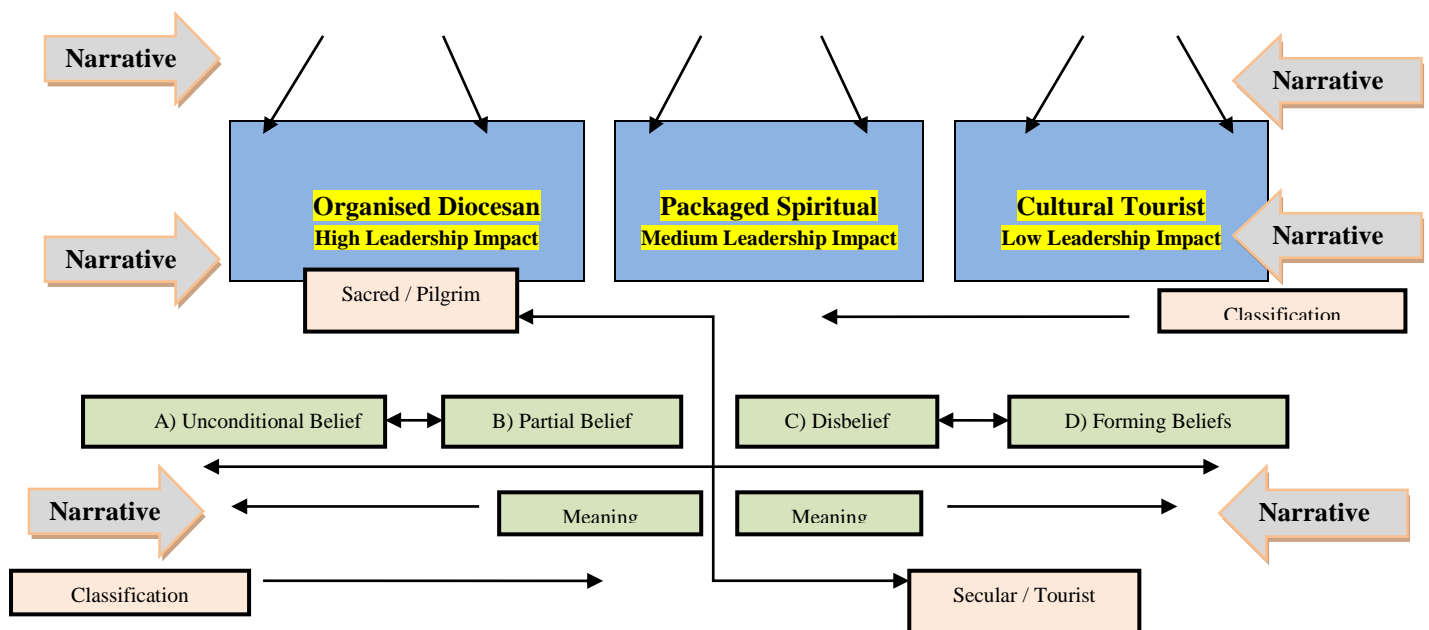 Narrative
Narrative
Organised Diocesan
High Leadership Impact
Packaged Spiritual
Medium Leadership Impact
Cultural Tourist
Low Leadership Impact
Narrative
Narrative
Sacred / Pilgrim
Classification
A) Unconditional Belief
B) Partial Belief
C) Disbelief
D) Forming Beliefs
Narrative
Meaning
Meaning
Narrative
Classification
Secular / Tourist